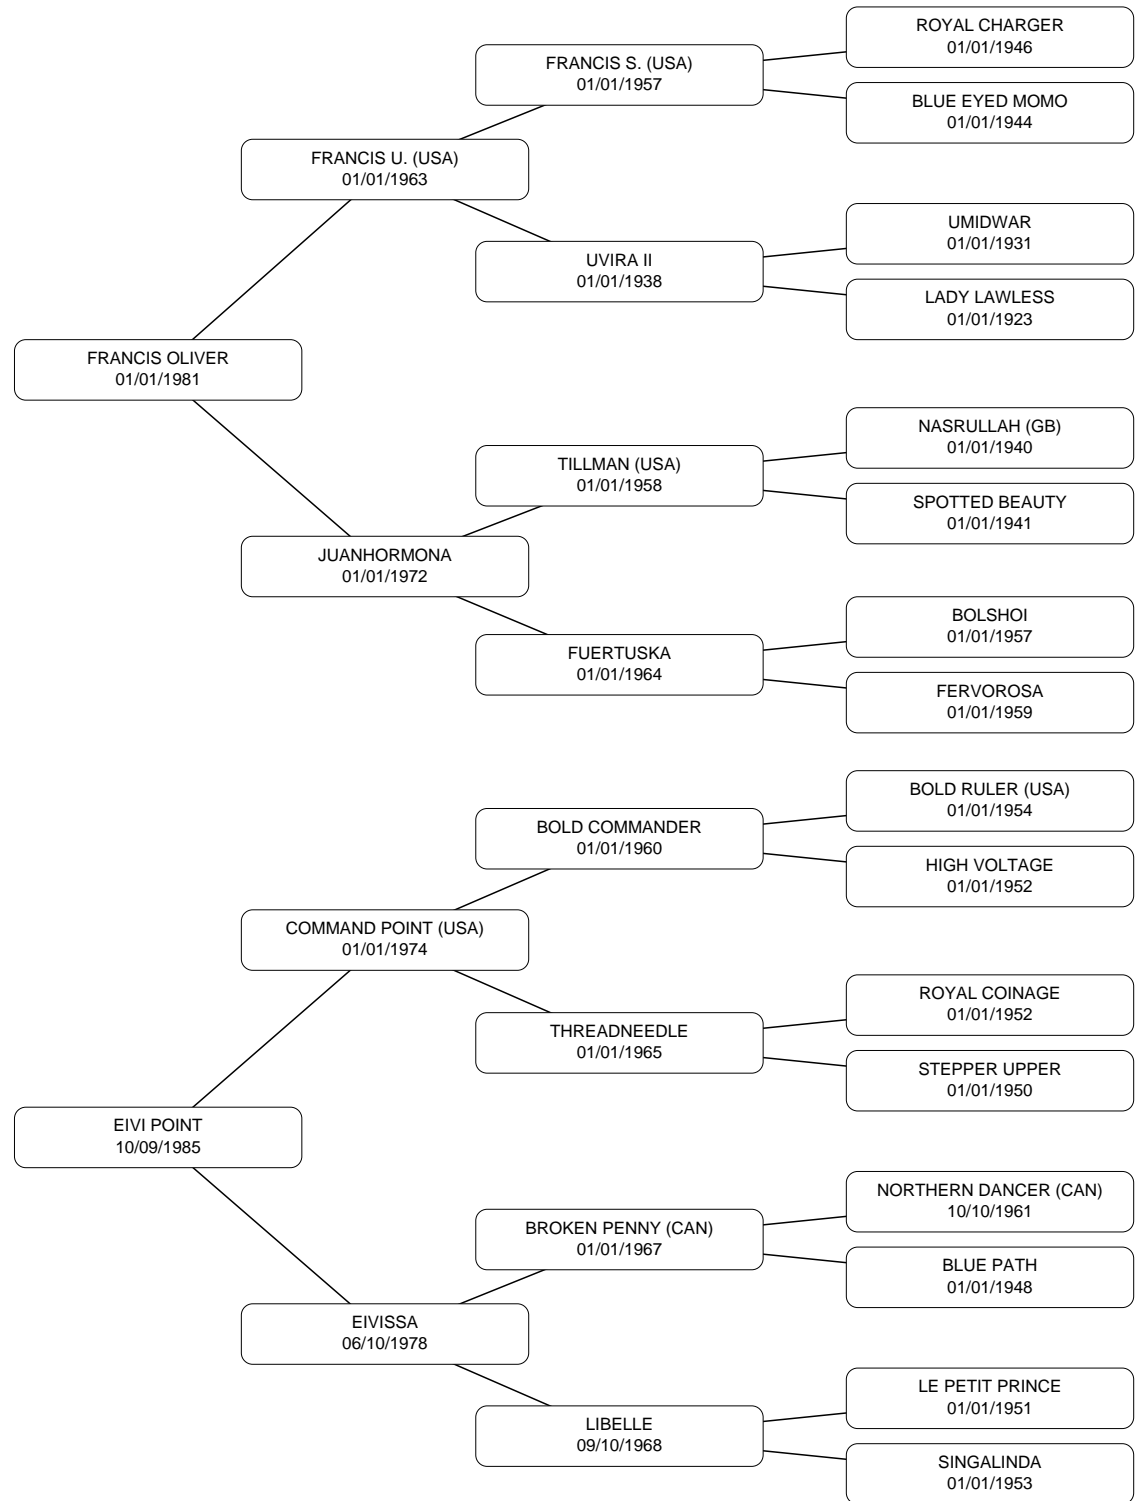 ROYAL CHARGER
01/01/1946
FRANCIS S. (USA)
01/01/1957
BLUE EYED MOMO
01/01/1944
FRANCIS U. (USA)
01/01/1963
UMIDWAR
01/01/1931
UVIRA II
01/01/1938
LADY LAWLESS
01/01/1923
FRANCIS OLIVER
01/01/1981
NASRULLAH (GB)
01/01/1940
TILLMAN (USA)
01/01/1958
SPOTTED BEAUTY
01/01/1941
JUANHORMONA
01/01/1972
BOLSHOI
01/01/1957
FUERTUSKA
01/01/1964
FERVOROSA
01/01/1959
BOLD RULER (USA)
01/01/1954
BOLD COMMANDER
01/01/1960
HIGH VOLTAGE
01/01/1952
COMMAND POINT (USA)
01/01/1974
ROYAL COINAGE
01/01/1952
THREADNEEDLE
01/01/1965
STEPPER UPPER
01/01/1950
EIVI POINT
10/09/1985
NORTHERN DANCER (CAN)
10/10/1961
BROKEN PENNY (CAN)
01/01/1967
BLUE PATH
01/01/1948
EIVISSA
06/10/1978
LE PETIT PRINCE
01/01/1951
LIBELLE
09/10/1968
SINGALINDA
01/01/1953